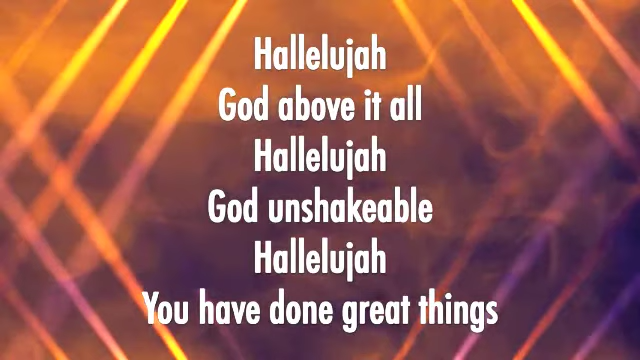 Hallelujah
God above it all
Hallelujah
God unshakeable
Hallelujah
You have done great things